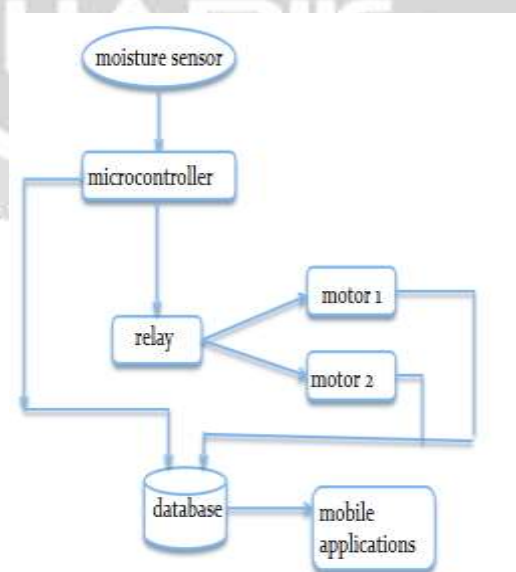 moisture sensor
microcontroller
relay
motor 1
motor 2
database
mobile
applications